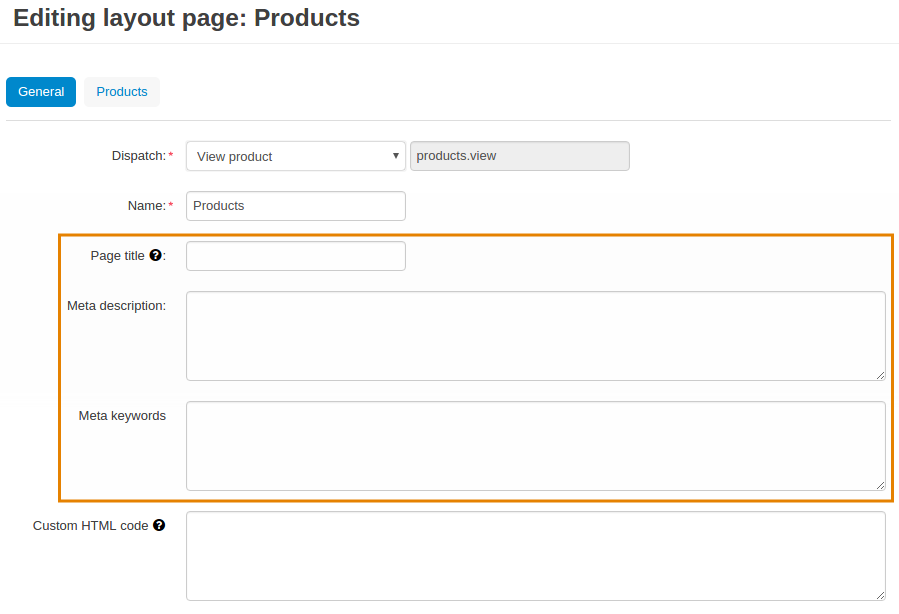 Editing layout page: Products
General Products
Dispatch:* View product products.view
Name:* Products
Page title ?:
Meta description:
Meta keywords
Custom HTML code ?